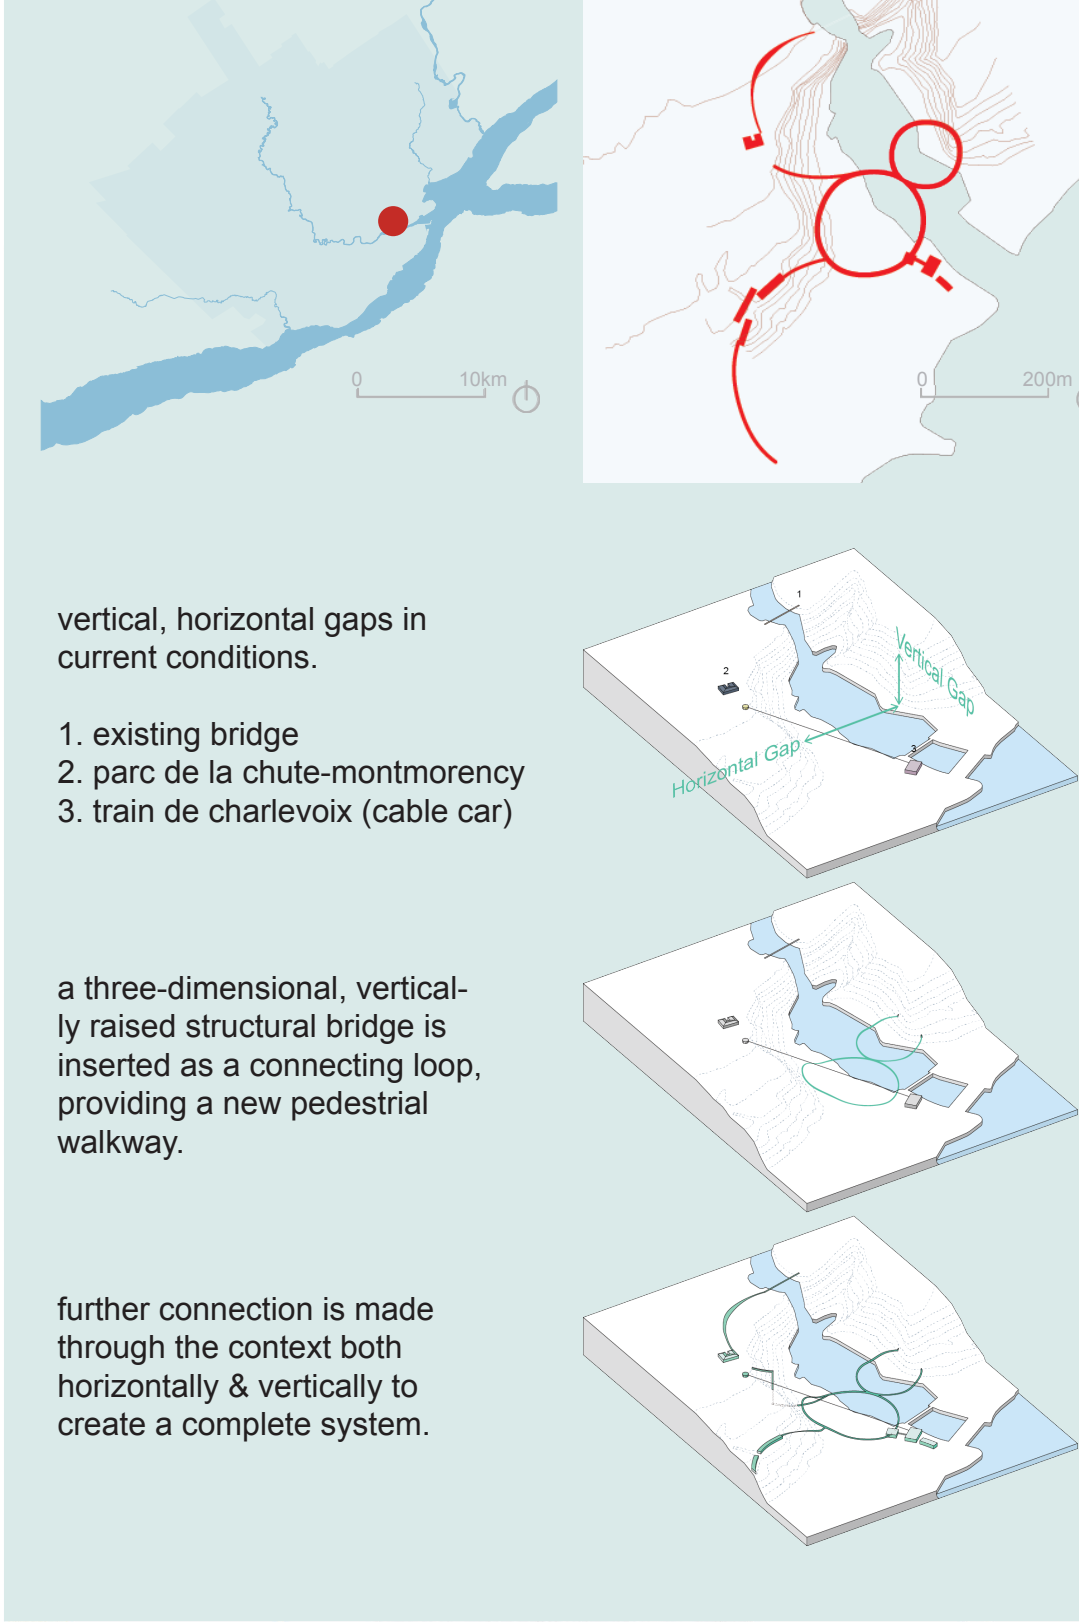 0 10km
0 200m
vertical, horizontal gaps in
current conditions.
1. existing bridge
2. parc de la chute-montmorency
3. train de charlevoix (cable car)
1
2
3
Vertical Gap
Horizontal Gap
a three-dimensional, vertical-
ly raised structural bridge is
inserted as a connecting loop,
providing a new pedestrial
walkway.
further connection is made
through the context both
horizontally & vertically to
create a complete system.